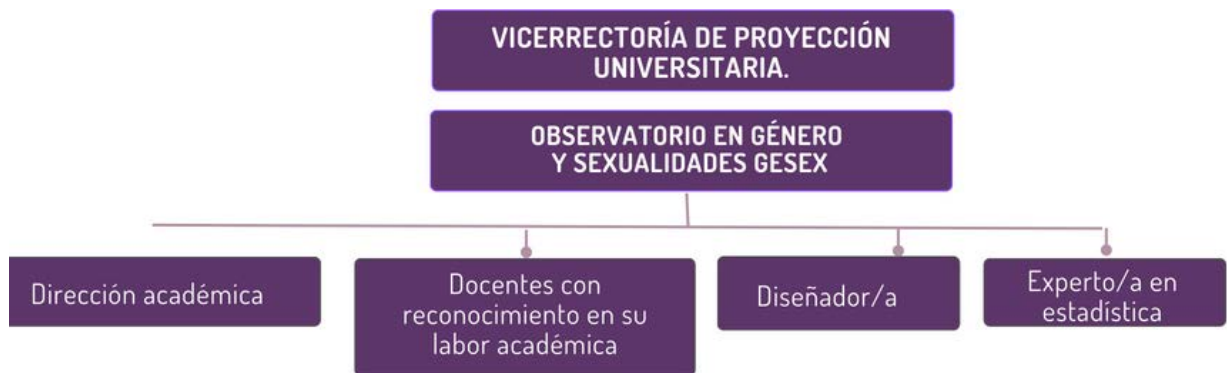 VICERRECTORÍA DE PROYECCIÓN
UNIVERSITARIA.
OBSERVATORIO EN GÉNERO
Y SEXUALIDADES GESEX
Dirección académica
Docentes con
reconocimiento en su
labor académica
Diseñador/a
Experto/a en
estadística